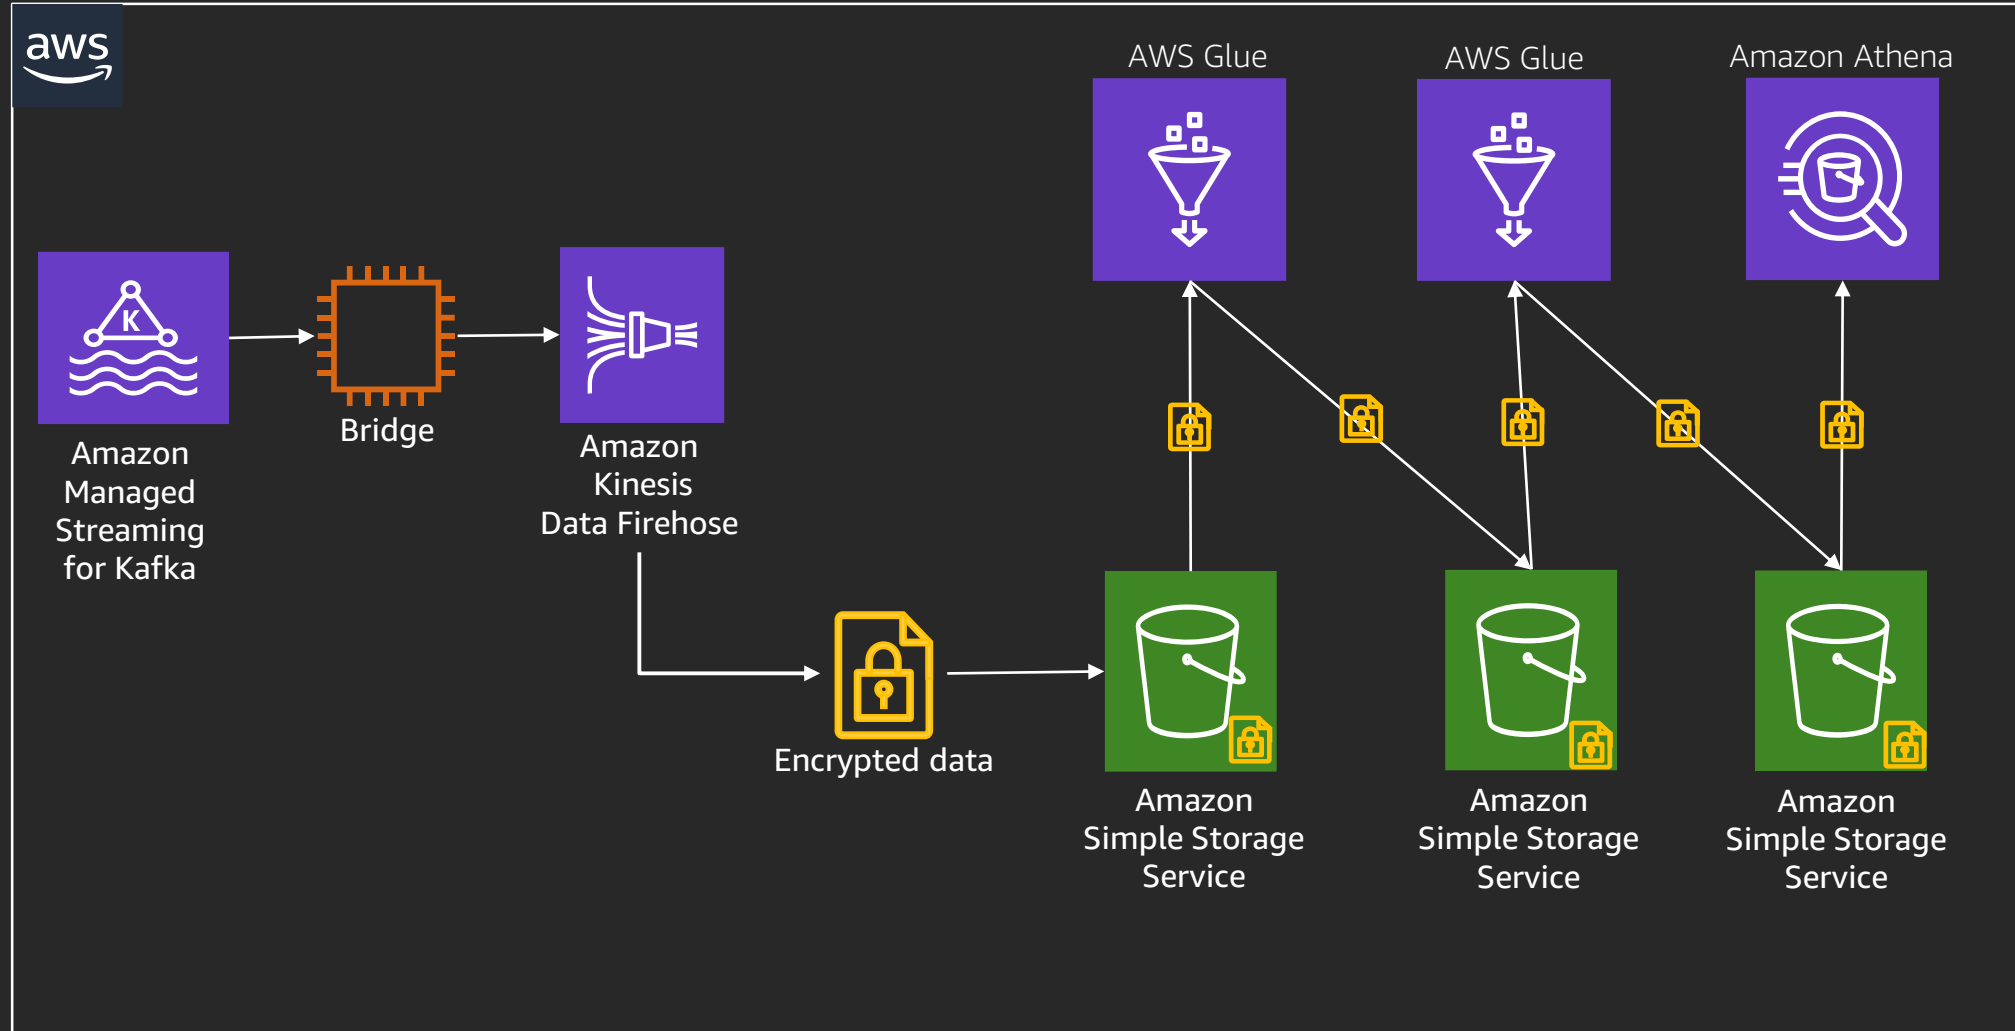 aws
AWS Glue
AWS Glue
Amazon Athena
K
Amazon
Managed
Streaming
for Kafka
Bridge
Amazon
Kinesis
Data Firehose
Encrypted data
Amazon
Simple Storage
Service
Amazon
Simple Storage
Service
Amazon
Simple Storage
Service